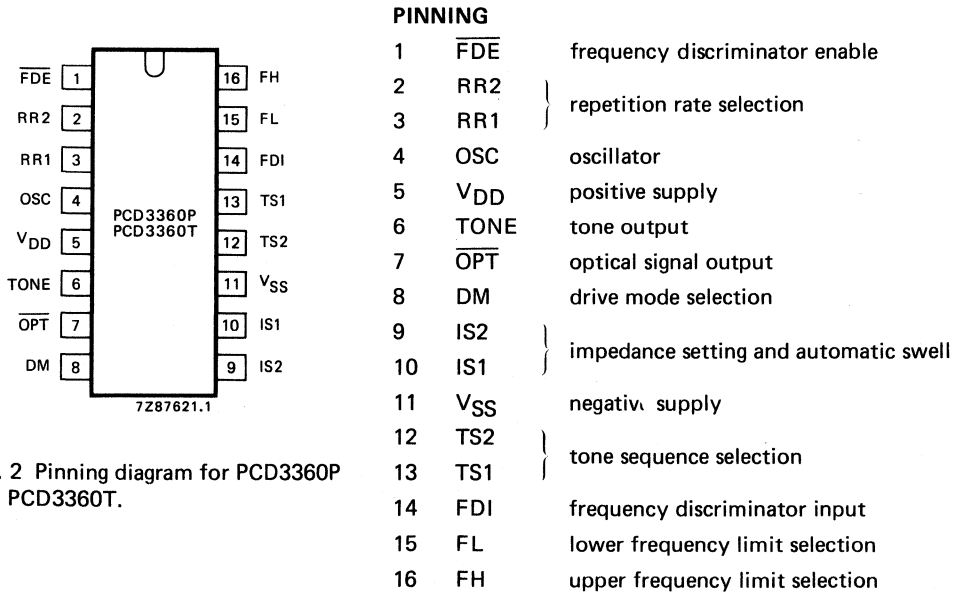 PINNING
1 F̅D̅E̅ frequency discriminator enable
2 RR2
repetition rate selection
3 RR1
4 OSC oscillator
5 VDD positive supply
6 TONE tone output
7 O̅P̅T̅ optical signal output
8 DM drive mode selection
9 IS2
impedance setting and automatic swell
10 IS1
11 VSS negative supply
12 TS2
tone sequence selection
13 TS1
14 FDI frequency discriminator input
15 FL lower frequency limit selection
16 FH upper frequency limit selection
F̅D̅E̅ 1 16 FH
RR2 2 15 FL
RR1 3 14 FDI
OSC 4 13 TS1
PCD3360P
PCD3360T
VDD 5 12 TS2
TONE 6 11 VSS
O̅P̅T̅ 7 10 IS1
DM 8 9 IS2
7Z87621.1
. 2 Pinning diagram for PCD3360P
PCD3360T.